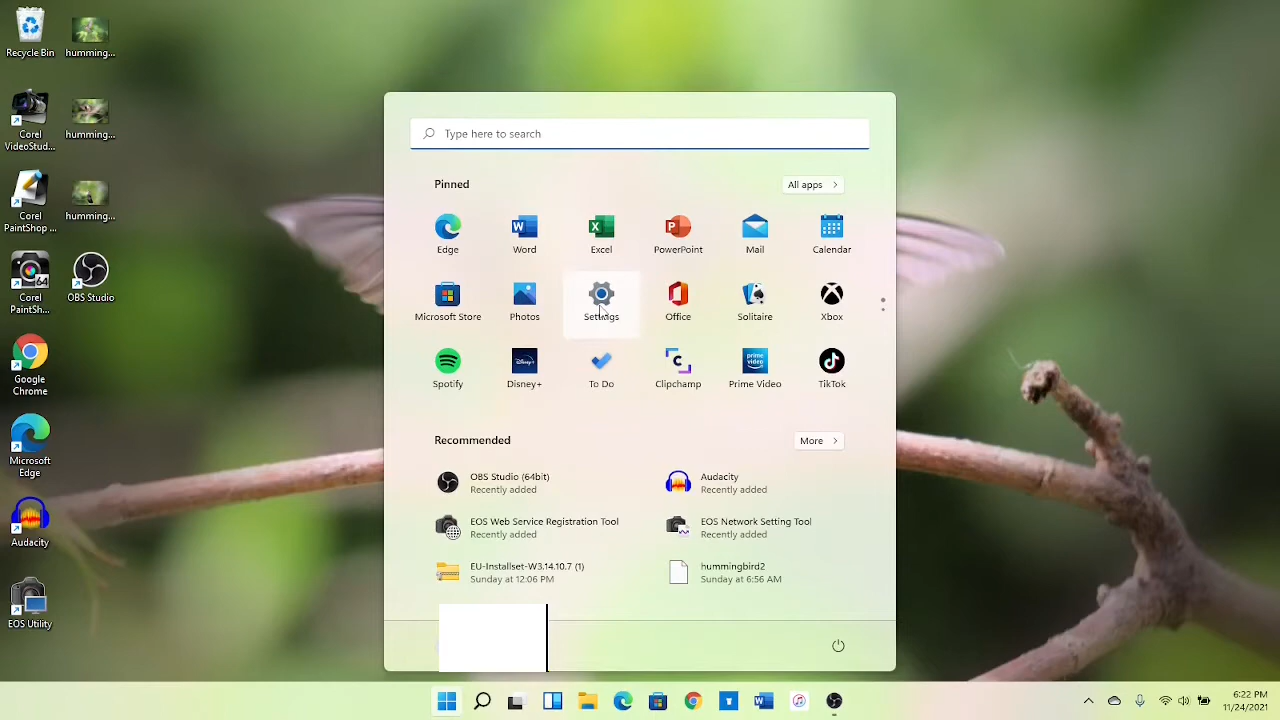 Recycle Bin
humming...
Corel
VideoStud...
humming...
Corel
PaintShop ...
humming...
64
Corel
PaintSh...
OBS Studio
Google
Chrome
Microsoft
Edge
Audacity
EOS Utility
Type here to search
Pinned
All apps
Edge
Word
Excel
PowerPoint
Mail
Calendar
Microsoft Store
Photos
Settings
Office
Solitaire
Xbox
Spotify
Disney+
To Do
Clipchamp
prime video
Prime Video
TikTok
Recommended
More
OBS Studio (64bit)
Recently added
Audacity
Recently added
EOS Web Service Registration Tool
Recently added
EOS Network Setting Tool
Recently added
EU-Installset-W3.14.10.7 (1)
Sunday at 12:06 PM
hummingbird2
Sunday at 6:56 AM
6:22 PM
11/24/2021